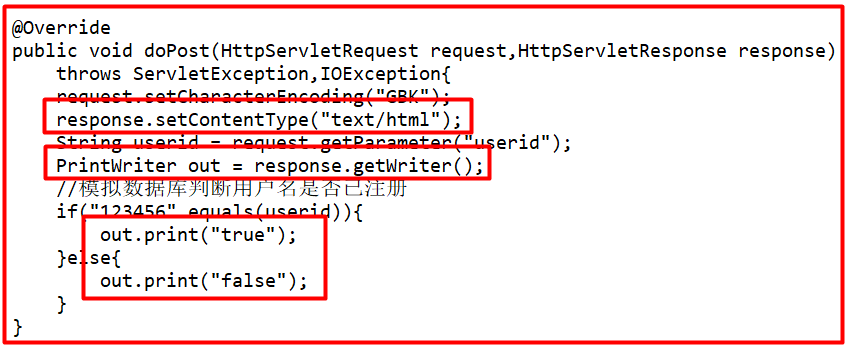 @Override
public void doPost(HttpServletRequest request,HttpServletResponse response)
throws ServletException,IOException{
request.setCharacterEncoding("GBK");
response.setContentType("text/html");
String userid = request.getParameter("userid");
PrintWriter out = response.getWriter();
//模拟数据库判断用户名是否已注册
if("123456".equals(userid)){
out.print("true");
}else{
out.print("false");
}
}